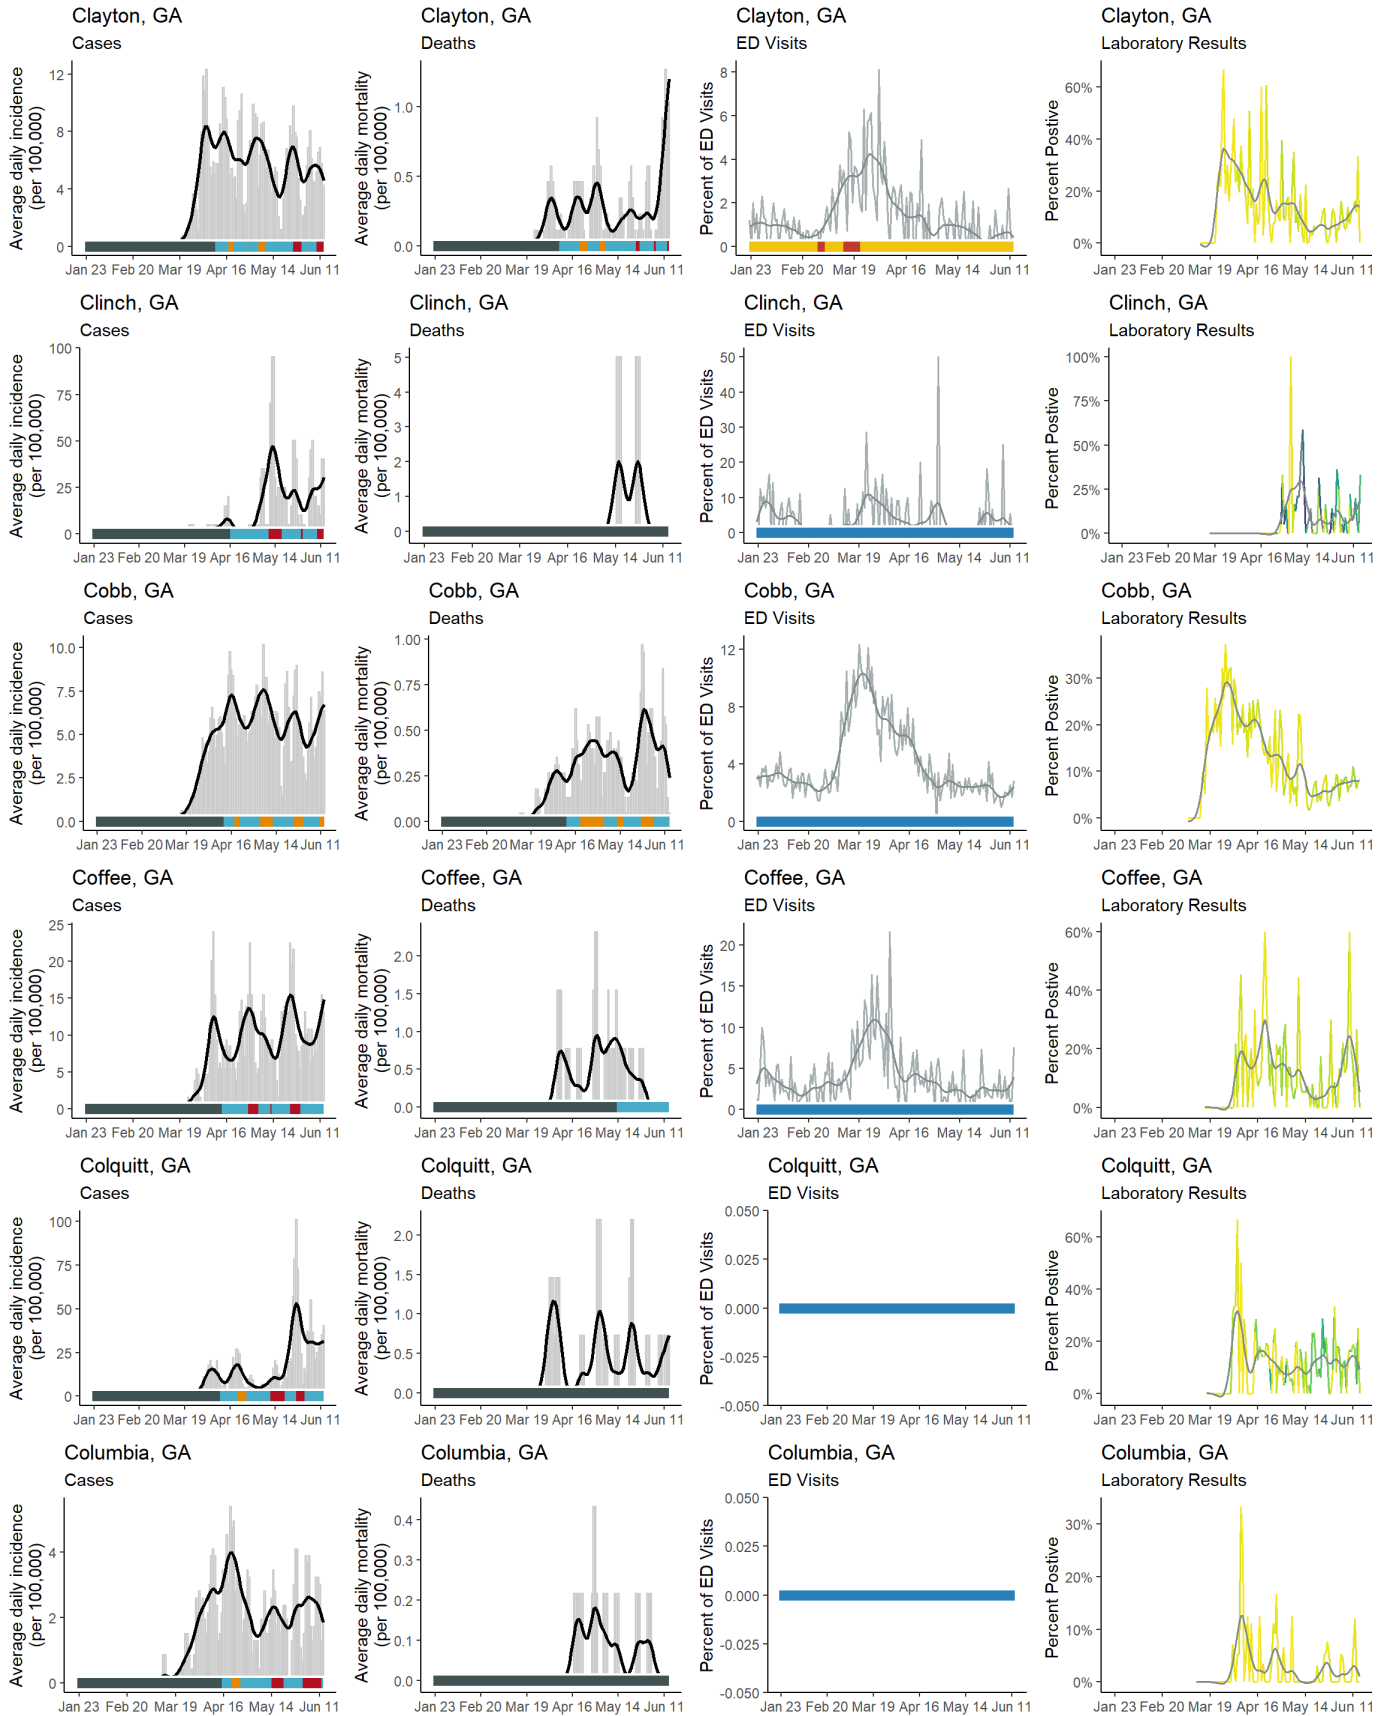 Clayton, GA
Cases
Average daily incidence
(per 100,000)
12
8
4
0
Jan 23 Feb 20 Mar 19 Apr 16 May 14 Jun 11
Clayton, GA
Deaths
Average daily mortality
(per 100,000)
1.0
0.5
0.0
Jan 23 Feb 20 Mar 19 Apr 16 May 14 Jun 11
Clayton, GA
ED Visits
Percent of ED Visits
8
6
4
2
0
Jan 23 Feb 20 Mar 19 Apr 16 May 14 Jun 11
Clayton, GA
Laboratory Results
Percent Postive
60%
40%
20%
0%
Jan 23 Feb 20 Mar 19 Apr 16 May 14 Jun 11
Clinch, GA
Cases
Average daily incidence
(per 100,000)
100
75
50
25
0
Jan 23 Feb 20 Mar 19 Apr 16 May 14 Jun 11
Clinch, GA
Deaths
Average daily mortality
(per 100,000)
5
4
3
2
1
0
Jan 23 Feb 20 Mar 19 Apr 16 May 14 Jun 11
Clinch, GA
ED Visits
Percent of ED Visits
50
40
30
20
10
0
Jan 23 Feb 20 Mar 19 Apr 16 May 14 Jun 11
Clinch, GA
Laboratory Results
Percent Postive
100%
75%
50%
25%
0%
Jan 23 Feb 20 Mar 19 Apr 16 May 14 Jun 11
Cobb, GA
Cases
Average daily incidence
(per 100,000)
10.0
7.5
5.0
2.5
0.0
Jan 23 Feb 20 Mar 19 Apr 16 May 14 Jun 11
Cobb, GA
Deaths
Average daily mortality
(per 100,000)
1.00
0.75
0.50
0.25
0.00
Jan 23 Feb 20 Mar 19 Apr 16 May 14 Jun 11
Cobb, GA
ED Visits
Percent of ED Visits
12
8
4
0
Jan 23 Feb 20 Mar 19 Apr 16 May 14 Jun 11
Cobb, GA
Laboratory Results
Percent Postive
30%
20%
10%
0%
Jan 23 Feb 20 Mar 19 Apr 16 May 14 Jun 11
Coffee, GA
Cases
Average daily incidence
(per 100,000)
25
20
15
10
5
0
Jan 23 Feb 20 Mar 19 Apr 16 May 14 Jun 11
Coffee, GA
Deaths
Average daily mortality
(per 100,000)
2.0
1.5
1.0
0.5
0.0
Jan 23 Feb 20 Mar 19 Apr 16 May 14 Jun 11
Coffee, GA
ED Visits
Percent of ED Visits
20
15
10
5
0
Jan 23 Feb 20 Mar 19 Apr 16 May 14 Jun 11
Coffee, GA
Laboratory Results
Percent Postive
60%
40%
20%
0%
Jan 23 Feb 20 Mar 19 Apr 16 May 14 Jun 11
Colquitt, GA
Cases
Average daily incidence
(per 100,000)
100
75
50
25
0
Jan 23 Feb 20 Mar 19 Apr 16 May 14 Jun 11
Colquitt, GA
Deaths
Average daily mortality
(per 100,000)
2.0
1.5
1.0
0.5
0.0
Jan 23 Feb 20 Mar 19 Apr 16 May 14 Jun 11
Colquitt, GA
ED Visits
Percent of ED Visits
0.050
0.025
0.000
-0.025
-0.050
Jan 23 Feb 20 Mar 19 Apr 16 May 14 Jun 11
Colquitt, GA
Laboratory Results
Percent Postive
60%
40%
20%
0%
Jan 23 Feb 20 Mar 19 Apr 16 May 14 Jun 11
Columbia, GA
Cases
Average daily incidence
(per 100,000)
4
2
0
Jan 23 Feb 20 Mar 19 Apr 16 May 14 Jun 11
Columbia, GA
Deaths
Average daily mortality
(per 100,000)
0.4
0.3
0.2
0.1
0.0
Jan 23 Feb 20 Mar 19 Apr 16 May 14 Jun 11
Columbia, GA
ED Visits
Percent of ED Visits
0.050
0.025
0.000
-0.025
-0.050
Jan 23 Feb 20 Mar 19 Apr 16 May 14 Jun 11
Columbia, GA
Laboratory Results
Percent Postive
30%
20%
10%
0%
Jan 23 Feb 20 Mar 19 Apr 16 May 14 Jun 11